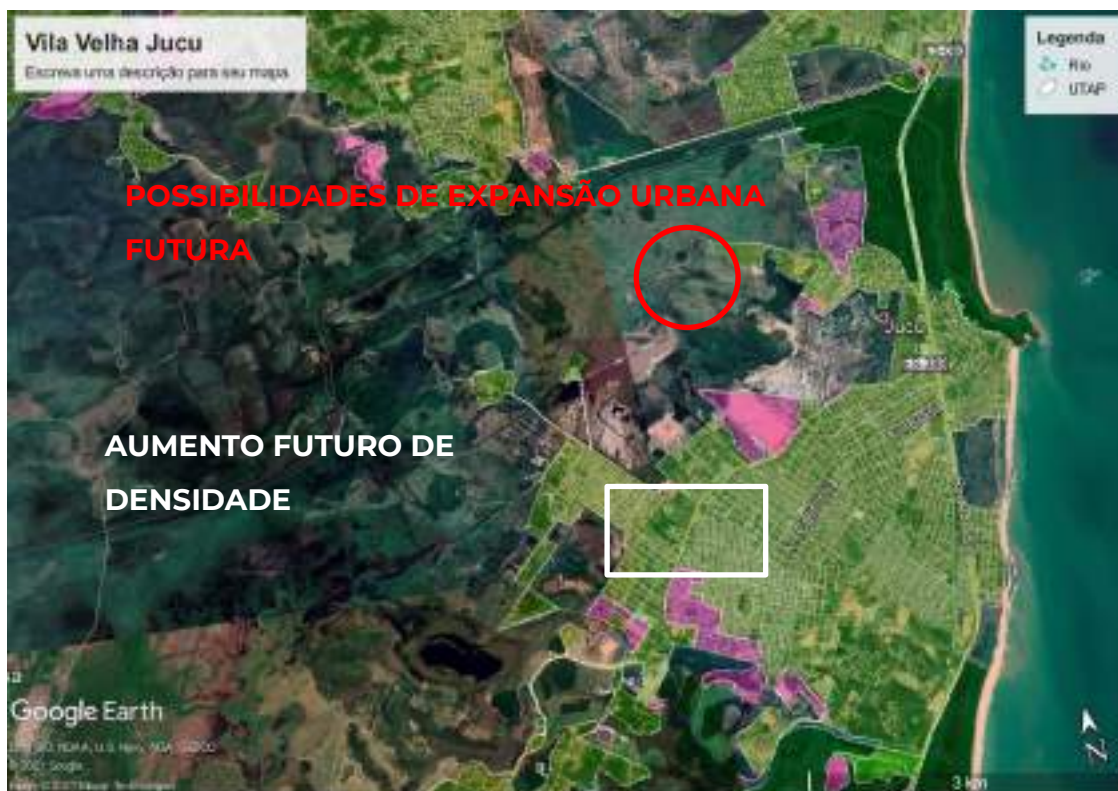 Vila Velha Jucu
Escreva uma descrição para seu mapa.
Legenda
Rio
UTAP
POSSIBILIDADES DE EXPANSÃO URBANA
FUTURA
Jucu
AUMENTO FUTURO DE
DENSIDADE
Google Earth
N
3 km